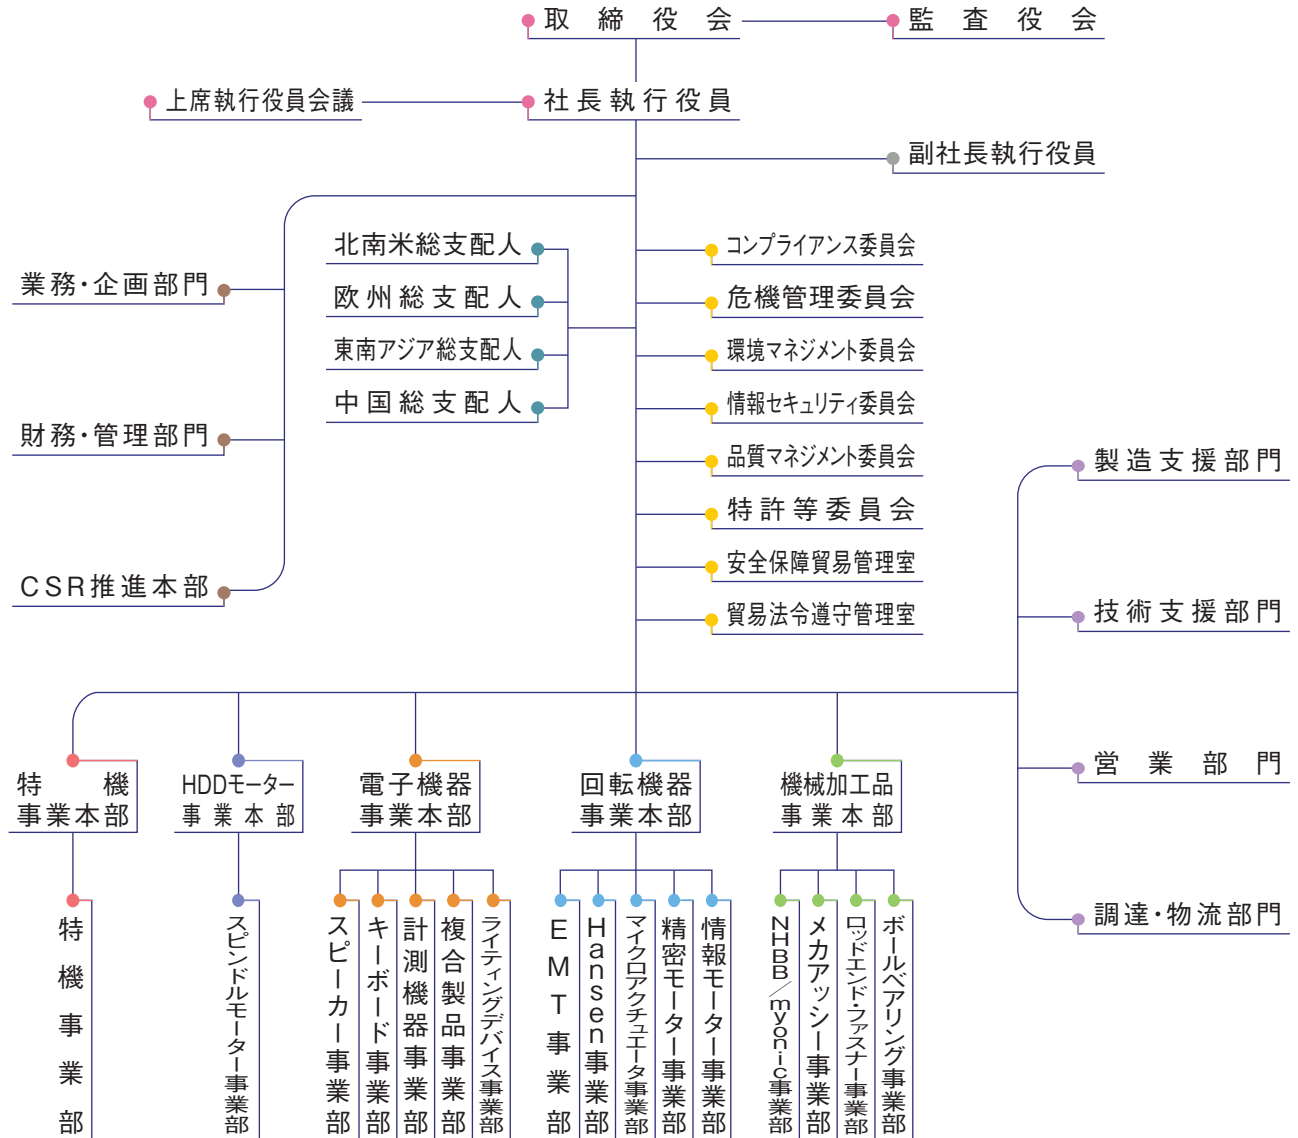 取締役会
監査役会
上席執行役員会議
社長執行役員
副社長執行役員
業務・企画部門
財務・管理部門
CSR推進本部
北南米総支配人
欧州総支配人
東南アジア総支配人
中国総支配人
コンプライアンス委員会
危機管理委員会
環境マネジメント委員会
情報セキュリティ委員会
品質マネジメント委員会
特許等委員会
安全保障貿易管理室
貿易法令遵守管理室
製造支援部門
技術支援部門
営業部門
調達・物流部門
特機
事業本部
HDDモーター
事業本部
電子機器
事業本部
回転機器
事業本部
機械加工品
事業本部
特機事業部
スピンドルモーター事業部
スピーカー事業部
キーボード事業部
計測機器事業部
複合製品事業部
ライティングデバイス事業部
EMT事業部
Hansen事業部
マイクロアクチュエータ事業部
精密モーター事業部
情報モーター事業部
NHBB／myonic事業部
メカアッシー事業部
ロッドエンド・ファスナー事業部
ボールベアリング事業部